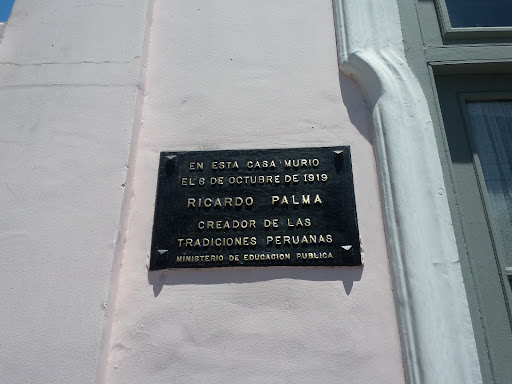 EN ESTA CASA MURIO
EL 6 DE OCTUBRE DE 1919
RICARDO PALMA
CREADOR DE LAS
TRADICIONES PERUANAS
MINISTERIO DE EDUCACION PUBLICA